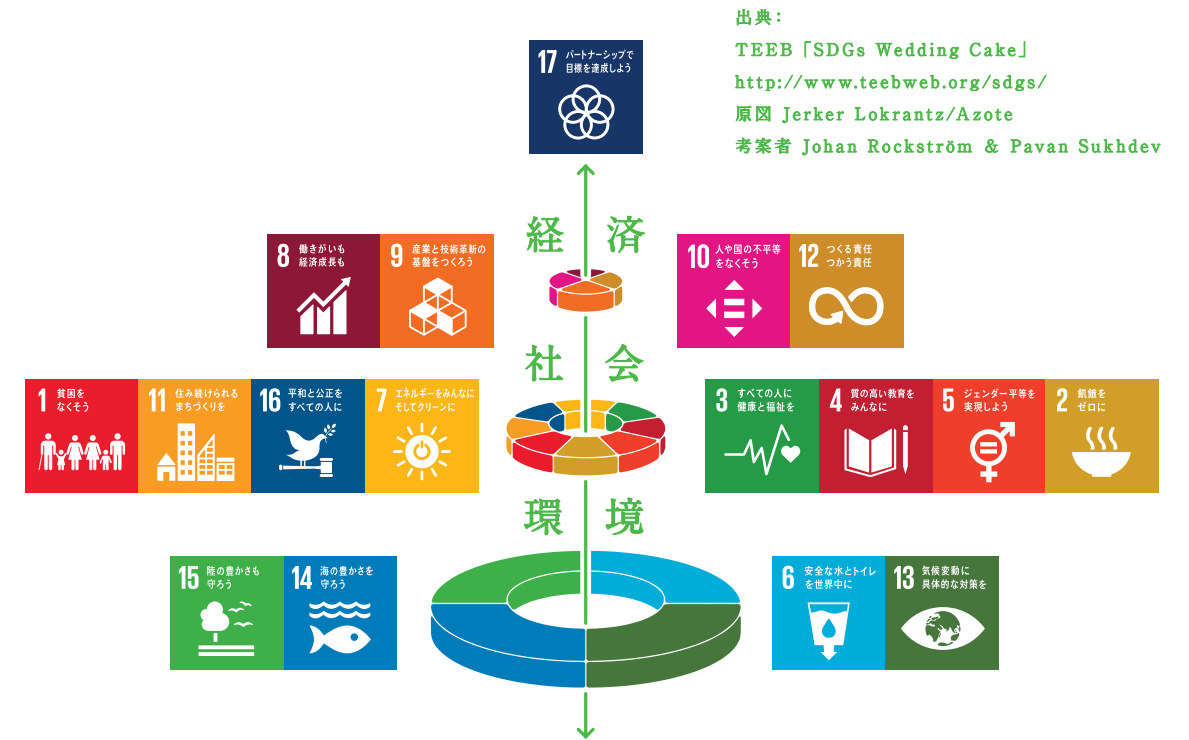 出典：
TEEB「SDGs Wedding Cake」
http://www.teebweb.org/sdgs/
原図 Jerker Lokrantz/Azote
考案者 Johan Rockström & Pavan Sukhdev
17 パートナーシップで
目標を達成しよう
経済
8 働きがいも
経済成長も
9 産業と技術革新の
基盤をつくろう
10 人や国の不平等
をなくそう
12 つくる責任
つかう責任
社会
1 貧困を
なくそう
11 住み続けられる
まちづくりを
16 平和と公正を
すべての人に
7 エネルギーをみんなに
そしてクリーンに
3 すべての人に
健康と福祉を
4 質の高い教育を
みんなに
5 ジェンダー平等を
実現しよう
2 飢餓を
ゼロに
環境
15 陸の豊かさも
守ろう
14 海の豊かさを
守ろう
6 安全な水とトイレ
を世界中に
13 気候変動に
具体的な対策を